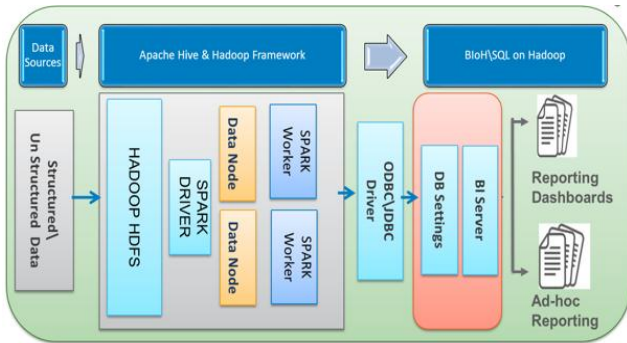 Data
Sources
Apache Hive & Hadoop Framework
BIoH\SQL on Hadoop
Structured\
Un Structured Data
HADOOP HDFS
SPARK
DRIVER
Data Node
Data Node
SPARK
Worker
SPARK
Worker
ODBC\JDBC
Driver
DB Settings
BI Server
Reporting
Dashboards
Ad-hoc
Reporting